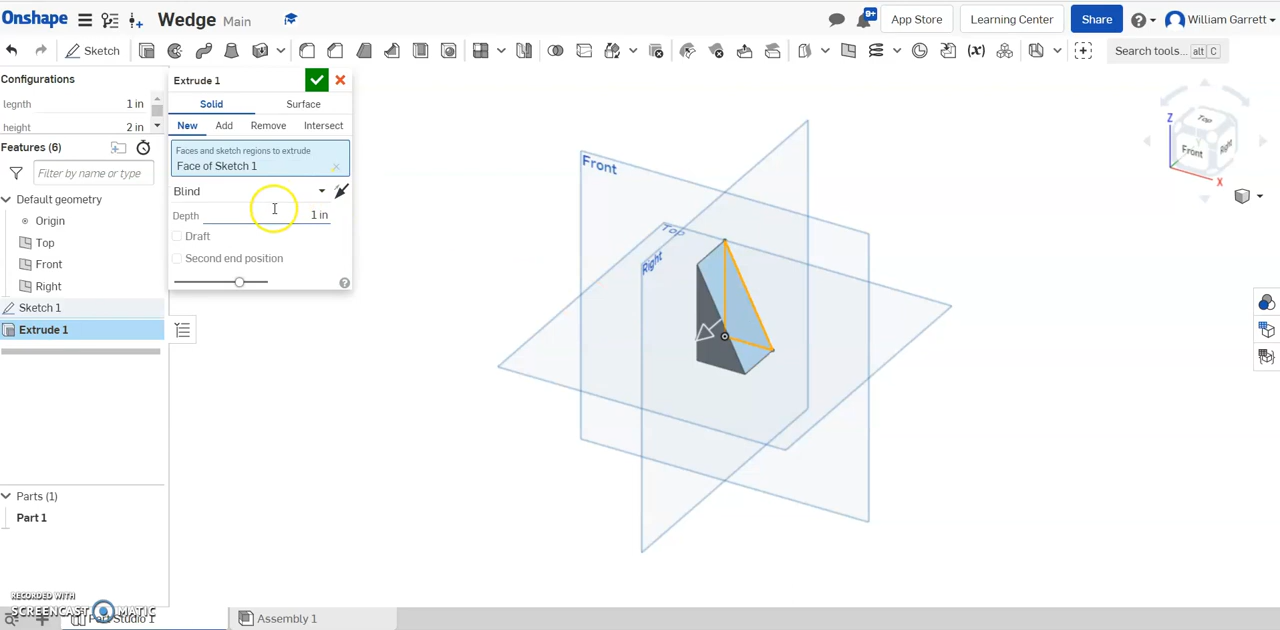 Onshape Wedge Main App Store Learning Center Share William Garrett
Sketch Search tools... alt C
Configurations
legnth 1 in
height 2 in
Features (6)
Filter by name or type
Default geometry
Origin
Top
Front
Right
Sketch 1
Extrude 1
Parts (1)
Part 1
Extrude 1
Solid Surface
New Add Remove Intersect
Faces and sketch regions to extrude
Face of Sketch 1
Blind
Depth 1 in
Draft
Second end position
Front
Top
Right
Z
Top
Front
Right
X
RECORDED WITH
SCREENCAST MATIC
Part Studio 1 Assembly 1